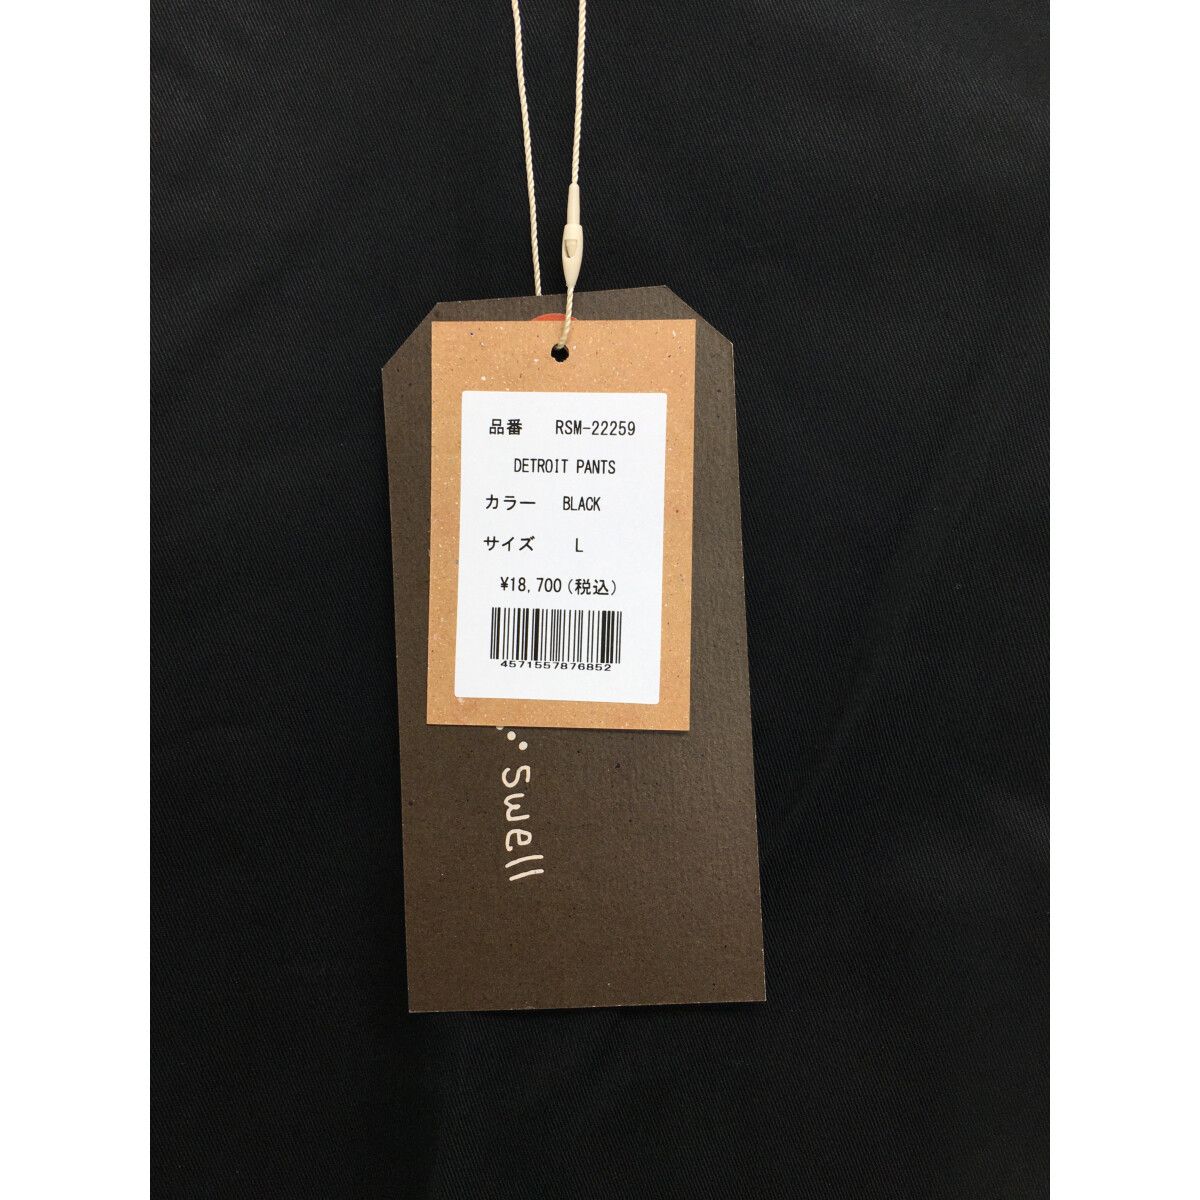 品番 RSM-22259
DETROIT PANTS
カラー BLACK
サイズ L
¥18,700(税込)
4571557876852
swell